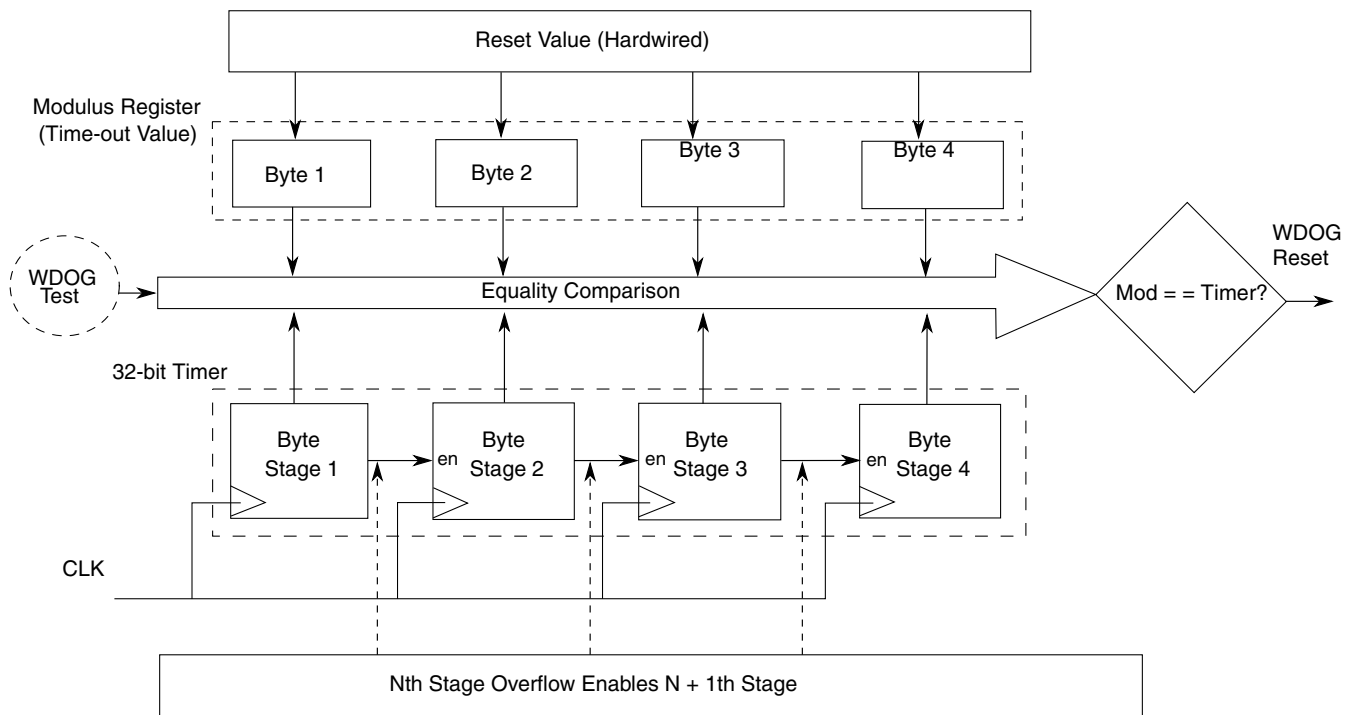 Reset Value (Hardwired)
Modulus Register
(Time-out Value)
Byte 1
Byte 2
Byte 3
Byte 4
WDOG
Test
Equality Comparison
Mod = = Timer?
WDOG
Reset
32-bit Timer
Byte
Stage 1
en
Byte
Stage 2
en
Byte
Stage 3
en
Byte
Stage 4
CLK
Nth Stage Overflow Enables N + 1th Stage